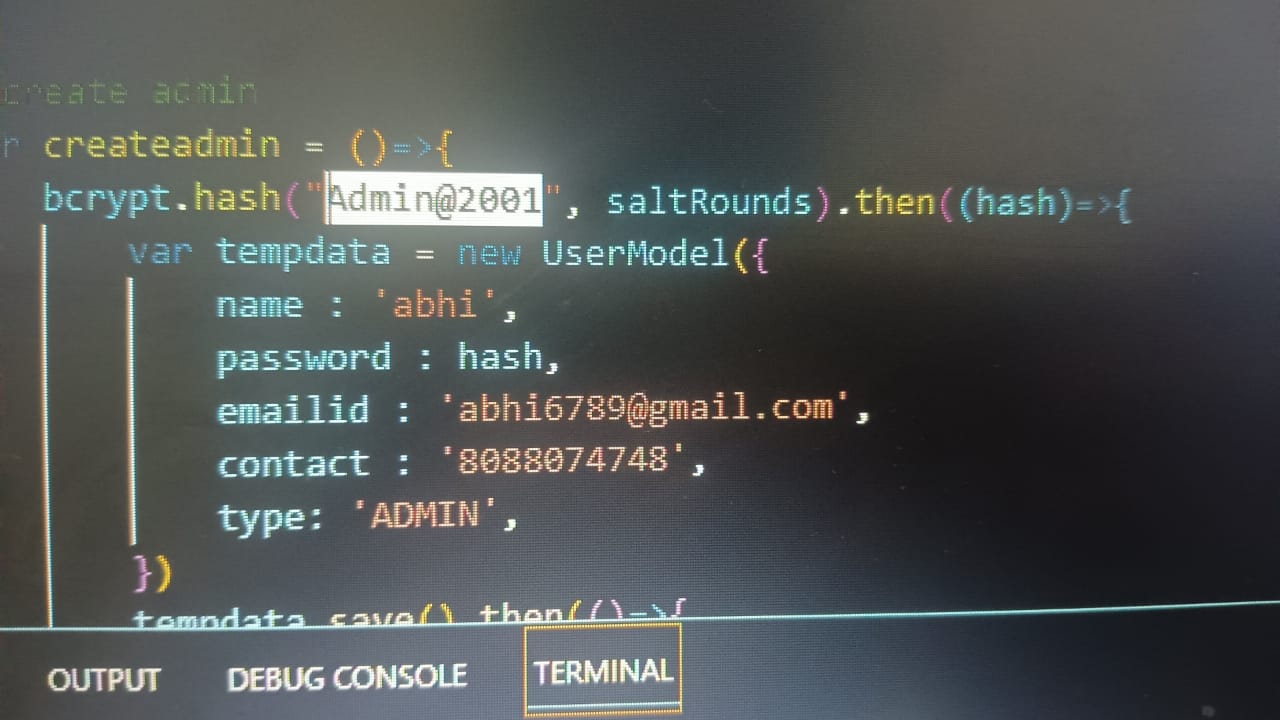 create admin
r createadmin = ()=>{
bcrypt.hash("Admin@2001", saltRounds).then((hash)=>{
var tempdata = new UserModel({
name : 'abhi',
password : hash,
emailid : 'abhi6789@gmail.com',
contact : '8088074748',
type: 'ADMIN',
})
tempdata.save().then(()=>{
OUTPUT DEBUG CONSOLE TERMINAL